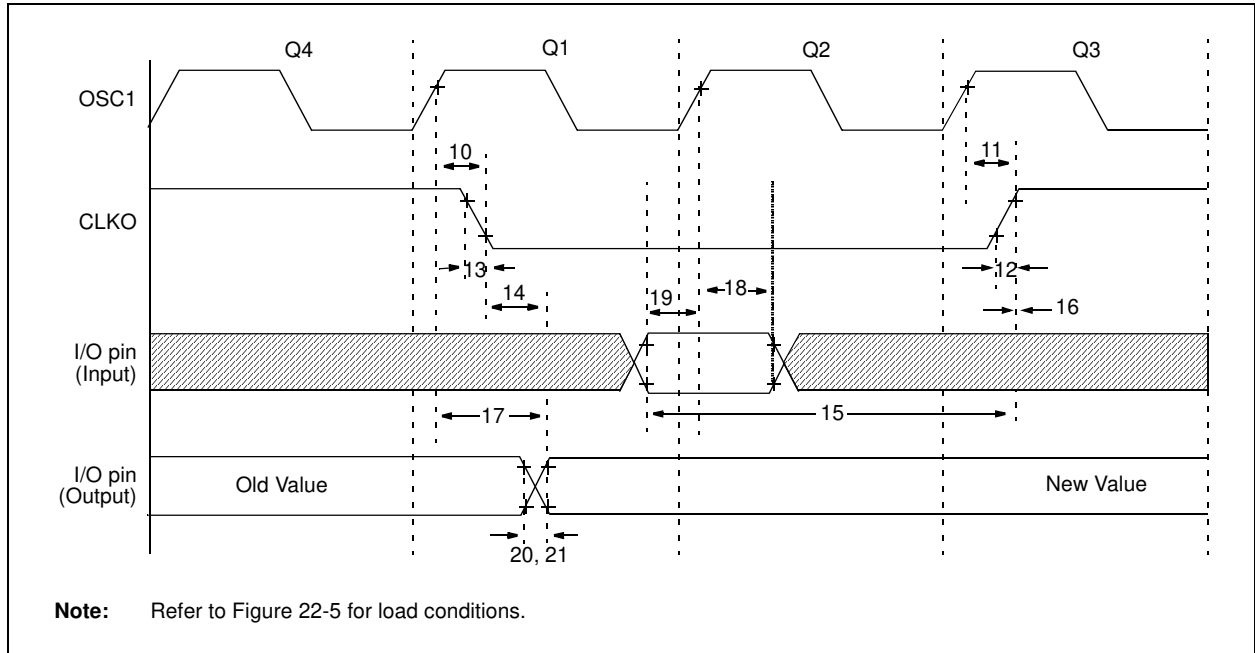 Q4 Q1 Q2 Q3
OSC1
10 11
CLKO
13 12
14 19 18 16
I/O pin
(Input)
17 15
I/O pin
(Output)
Old Value New Value
20, 21
Note: Refer to Figure 22-5 for load conditions.